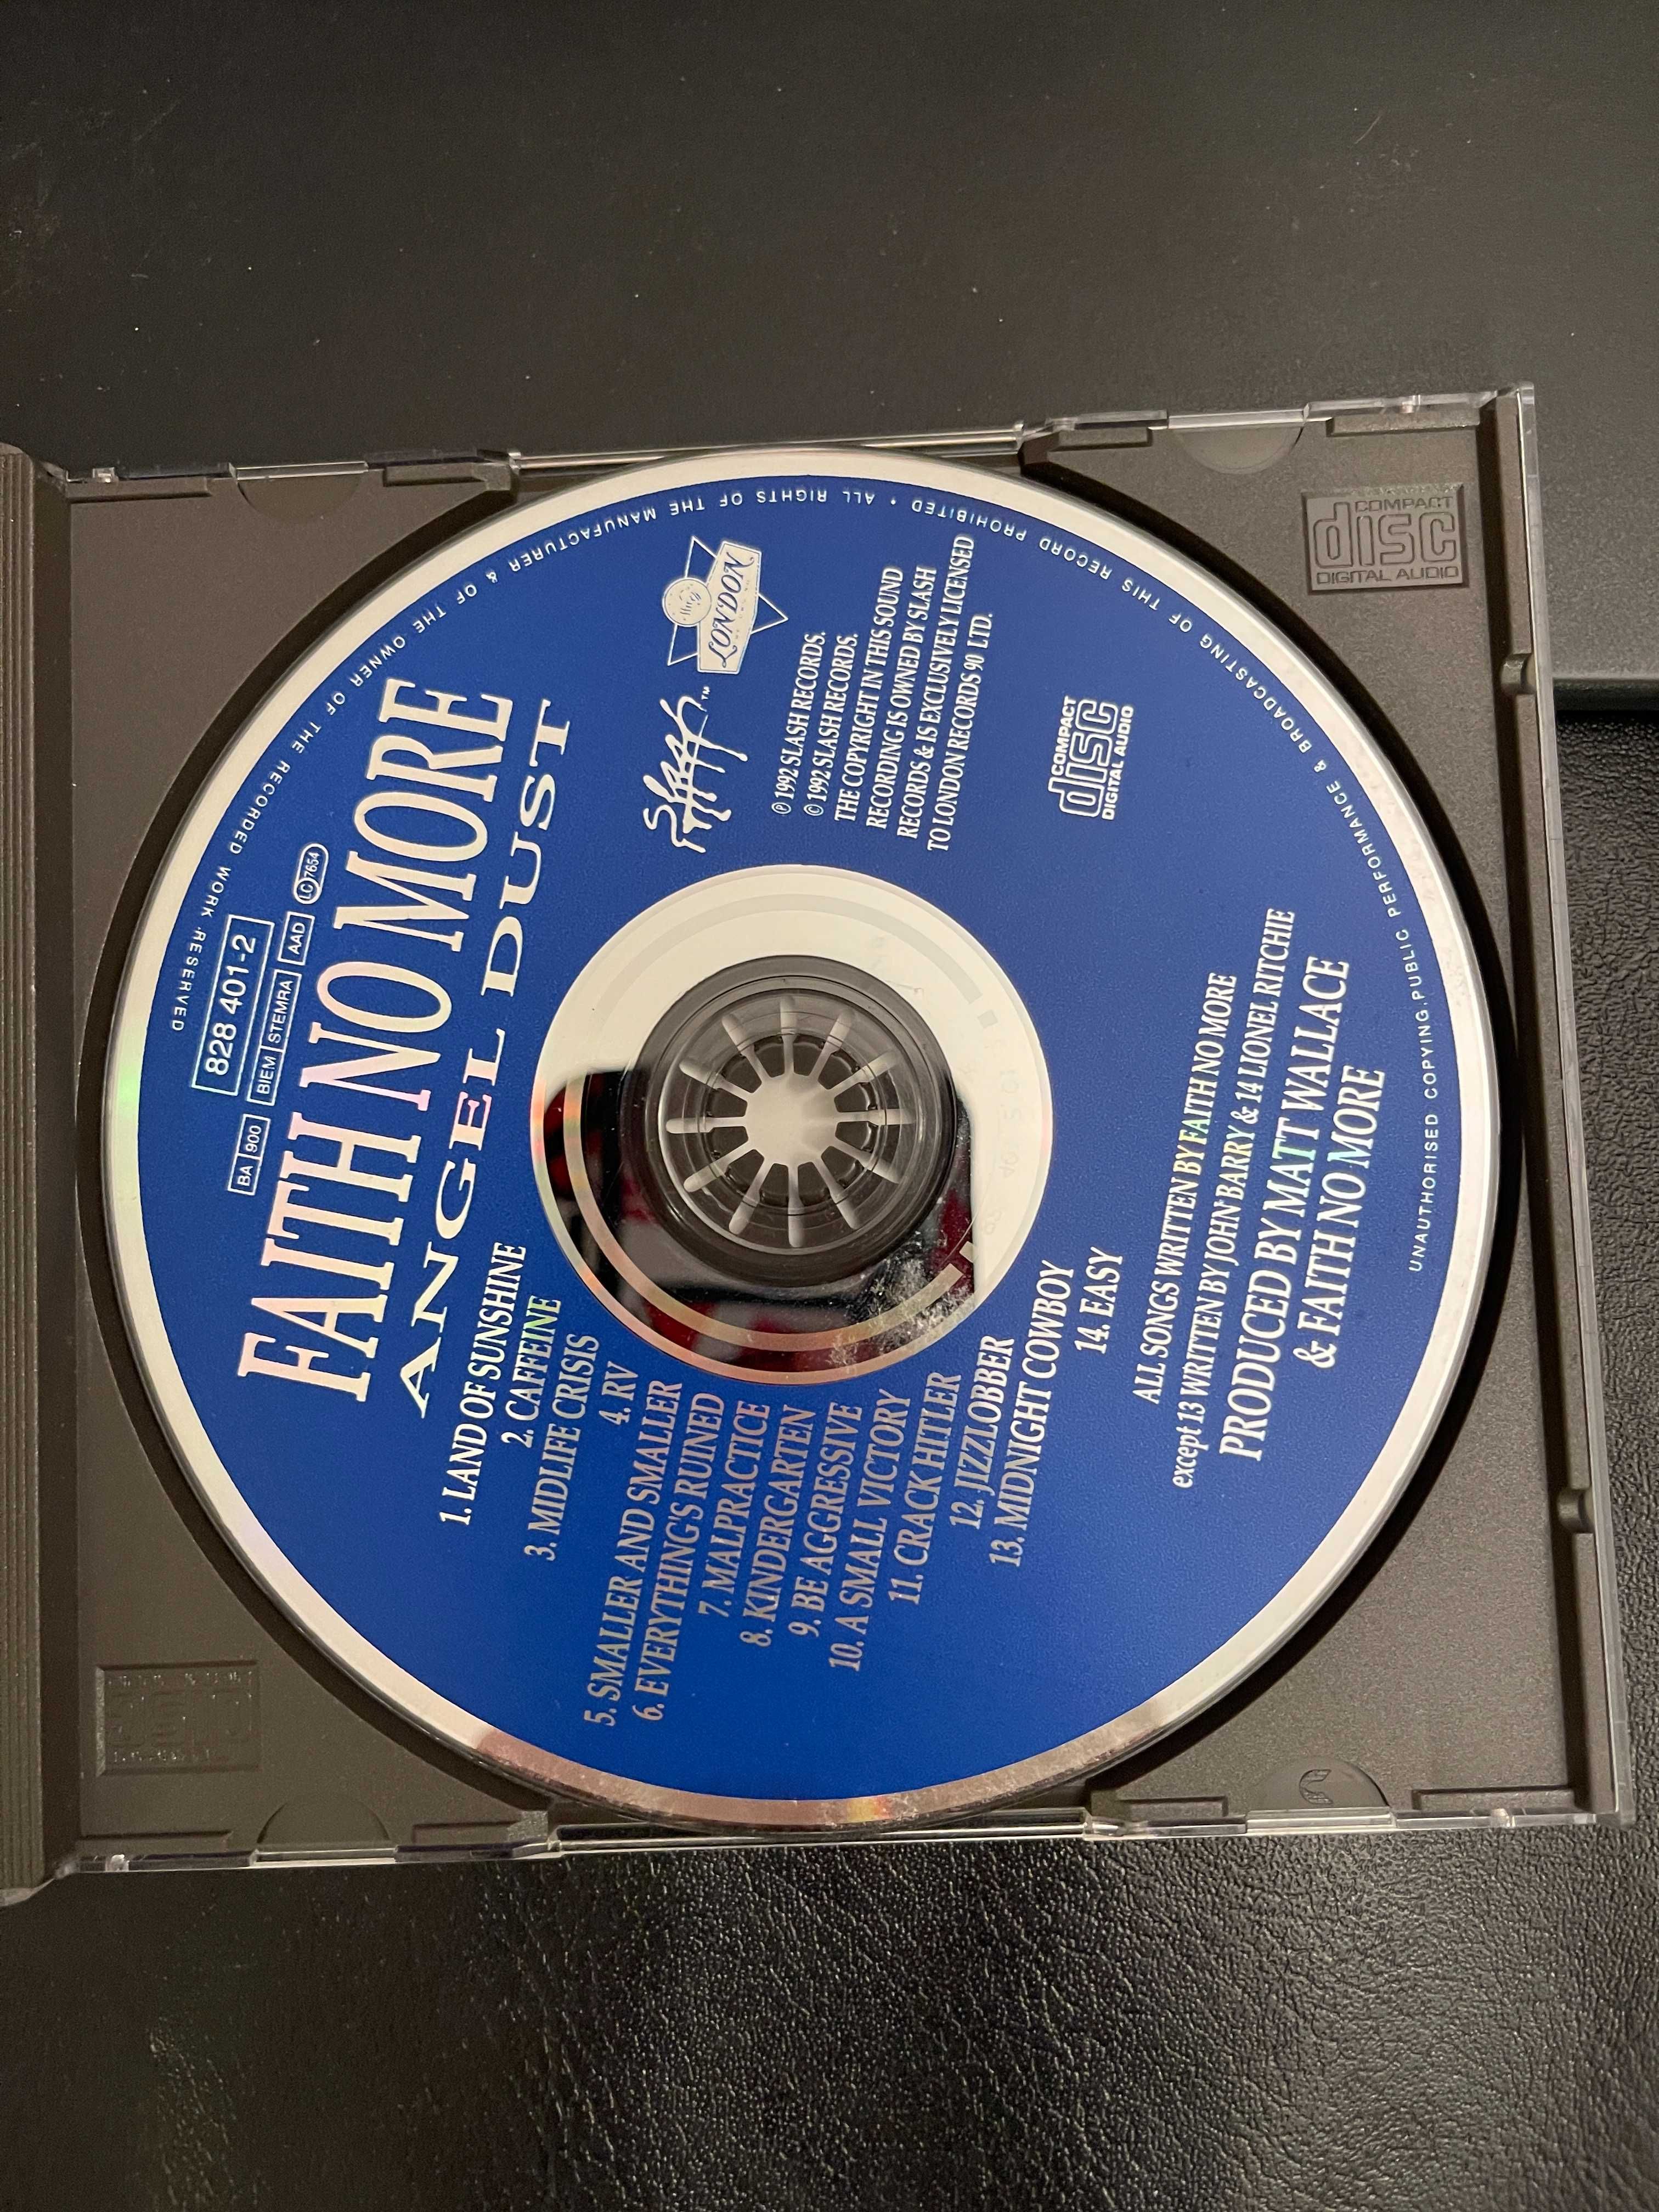 828 401-2
BA 900 BIEM STEMRA AAD LC 7654
FAITH NO MORE
ANGEL DUST
1. LAND OF SUNSHINE
2. CAFFEINE
3. MIDLIFE CRISIS
4. RV
5. SMALLER AND SMALLER
6. EVERYTHING'S RUINED
7. MALPRACTICE
8. KINDERGARTEN
9. BE AGGRESSIVE
10. A SMALL VICTORY
11. CRACK HITLER
12. JIZZLOBBER
13. MIDNIGHT COWBOY
14. EASY
Slash ™
LONDON
℗ 1992 SLASH RECORDS.
© 1992 SLASH RECORDS.
THE COPYRIGHT IN THIS SOUND
RECORDING IS OWNED BY SLASH
RECORDS & IS EXCLUSIVELY LICENSED
TO LONDON RECORDS 90 LTD.
COMPACT
disc
DIGITAL AUDIO
ALL SONGS WRITTEN BY FAITH NO MORE
except 13 WRITTEN BY JOHN BARRY & 14 LIONEL RITCHIE
PRODUCED BY MATT WALLACE
& FAITH NO MORE
UNAUTHORISED COPYING, PUBLIC PERFORMANCE & BROADCASTING OF THIS RECORD PROHIBITED • ALL RIGHTS OF THE MANUFACTURER & OF THE OWNER OF THE RECORDED WORK RESERVED
COMPACT
disc
DIGITAL AUDIO